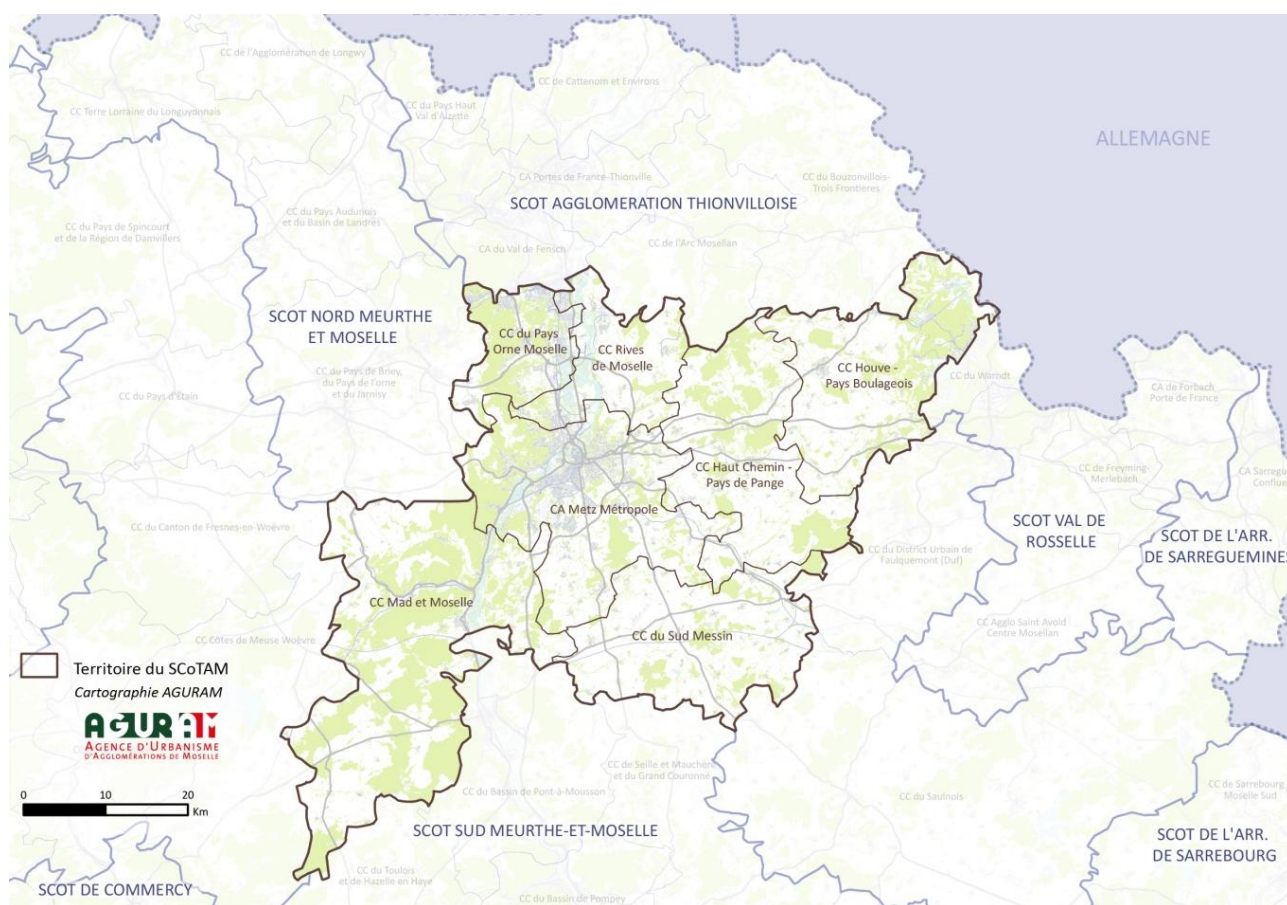 CC de l'Agglomération de Longwy
CC de Cattenom et Environs
CC Terre Lorraine du Longuyonnais
CC du Pays Haut
Val d'Alzette
ALLEMAGNE
CA Portes de France-Thionville
CC du Bouzonvillois-
Trois Frontières
SCOT AGGLOMERATION THIONVILLOISE
CC du Pays Audunois
et du Bassin de Landres
CC du Pays de Spincourt
et de la Région de Damvillers
CA du Val de Fensch
CC de l'Arc Mosellan
SCOT NORD MEURTHE
ET MOSELLE
CC du Pays
Orne Moselle
CC Rives
de Moselle
CC Houve -
Pays Boulageois
CC du Pays de Briey,
du Pays de l'orne
et du Jarnisy
CC du Warndt
CA de Forbach
Porte de France
CC du Pays d'Etain
CC Haut Chemin -
Pays de Pange
CC de Freyming-
Merlebach
CA Sarregu
Conflue
CA Metz Métropole
CC du Canton de Fresnes-en-Woëvre
SCOT VAL DE
ROSSELLE
SCOT DE L'ARR.
DE SARREGUEMINES
CC du District Urbain de
Faulquemont (Duf)
CC Mad et Moselle
CC Côtes de Meuse Woëvre
CC du Sud Messin
CC Agglo Saint Avold
Centre Mosellan
Territoire du SCoTAM
Cartographie AGURAM
AGURAM
AGENCE D'URBANISME
D'AGGLOMÉRATIONS DE MOSELLE
0 10 20
Km
CC de Seille et Mauchère
et du Grand Couronné
CC du Bassin de Pont-à-Mousson
CC du Saulnois
CC de Sarrebourg
Moselle Sud
SCOT SUD MEURTHE-ET-MOSELLE
SCOT DE L'ARR.
DE SARREBOURG
CC du Toulois
et de Hazelle en Haye
SCOT DE COMMERCY
CC du Bassin de Pompey